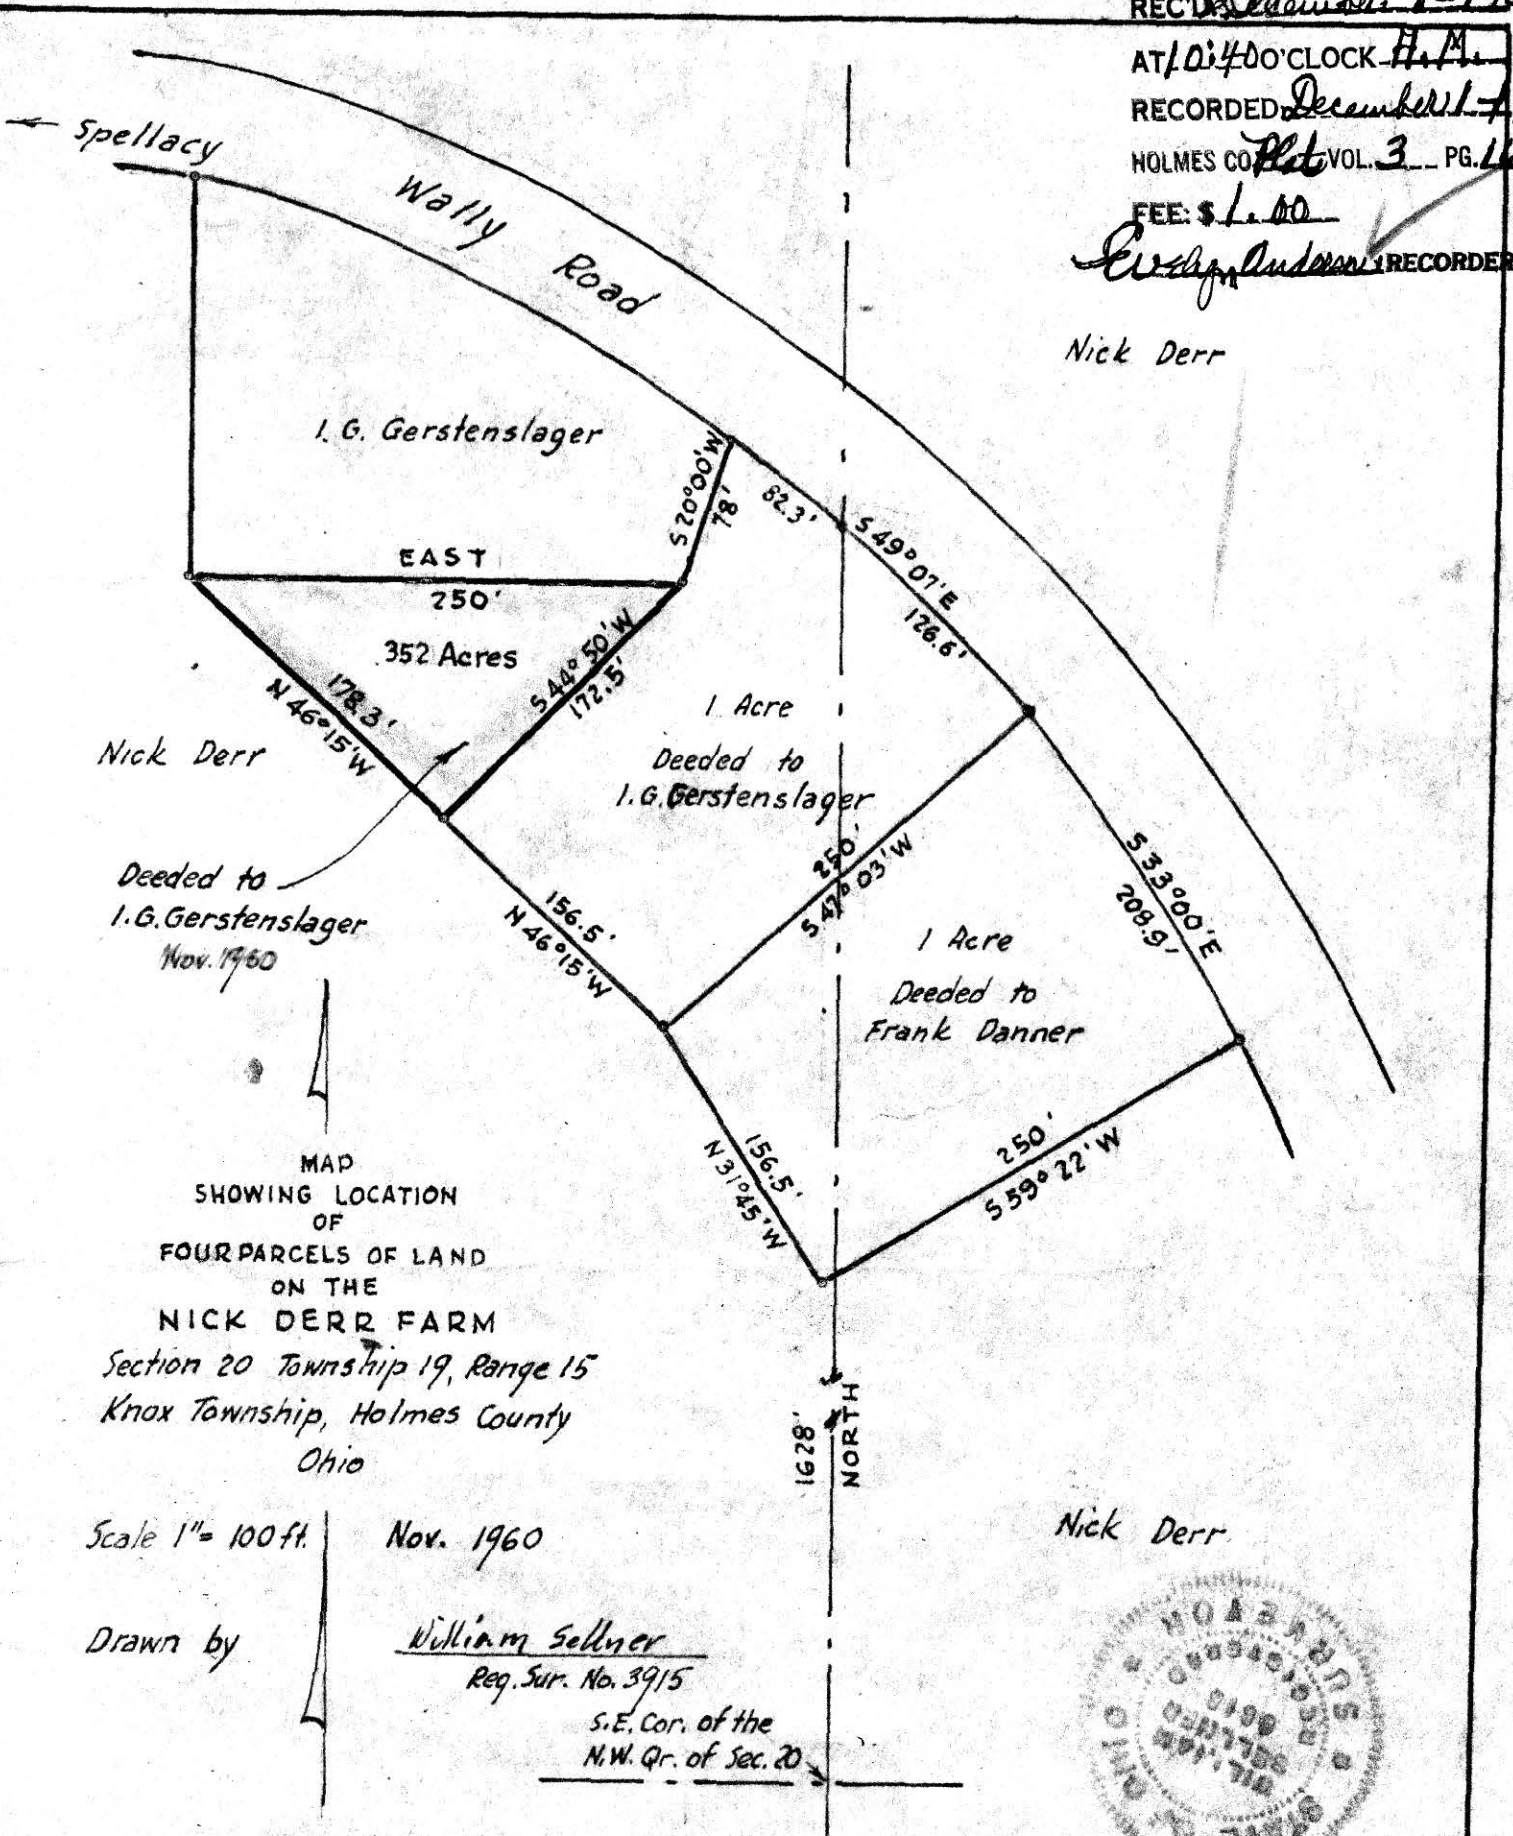 REC'D December 1
AT 10:40 O'CLOCK A.M.
RECORDED December 1
HOLMES CO Plat VOL. 3 PG.
FEE: $ 1.00
Evelyn RECORDER
Spellacy
Wally Road
Nick Derr
I. G. Gerstenslager
S 20°00'W
78'
82.3'
S 49°07'E
126.6'
EAST
250'
.352 Acres
S 44° 50' W
172.5'
178.3'
N 46°15'W
1 Acre
Deeded to
I.G. Gerstenslager
Nick Derr
Deeded to
I.G. Gerstenslager
Nov. 1960
250'
S 47° 03' W
S 33°00'E
208.9'
156.5'
N 46°15'W
1 Acre
Deeded to
Frank Danner
156.5'
N 31°45'W
250'
S 59° 22' W
MAP
SHOWING LOCATION
OF
FOUR PARCELS OF LAND
ON THE
NICK DERR FARM
Section 20 Township 19, Range 15
Knox Township, Holmes County
Ohio
1628'
NORTH
Scale 1"= 100 ft.
Nov. 1960
Nick Derr
Drawn by
William Sellner
Reg. Sur. No. 3915
S.E. Cor. of the
N.W. Qr. of Sec. 20